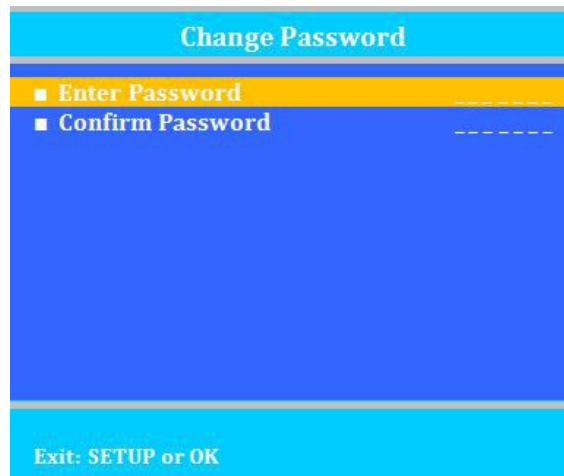 Change Password
■ Enter Password _ _ _ _ _ _ _
■ Confirm Password _ _ _ _ _ _ _
Exit: SETUP or OK